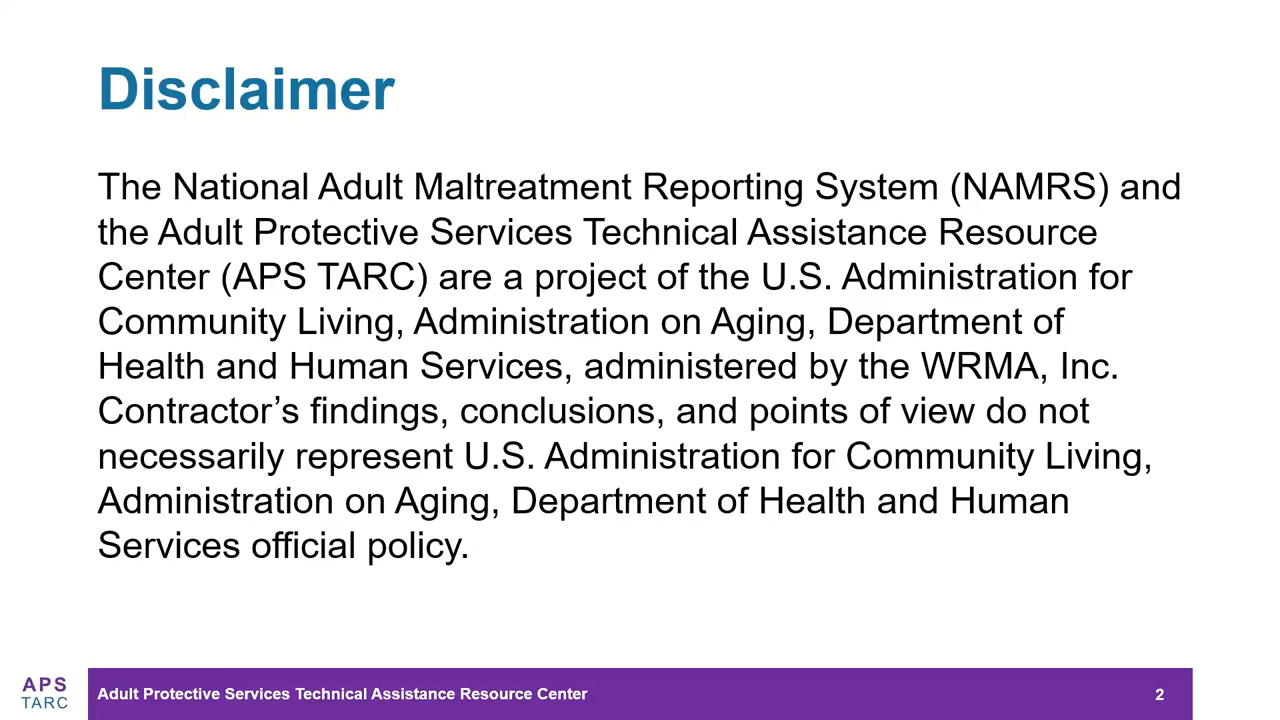 Disclaimer
The National Adult Maltreatment Reporting System (NAMRS) and
the Adult Protective Services Technical Assistance Resource
Center (APS TARC) are a project of the U.S. Administration for
Community Living, Administration on Aging, Department of
Health and Human Services, administered by the WRMA, Inc.
Contractor’s findings, conclusions, and points of view do not
necessarily represent U.S. Administration for Community Living,
Administration on Aging, Department of Health and Human
Services official policy.
APS
TARC
Adult Protective Services Technical Assistance Resource Center
2